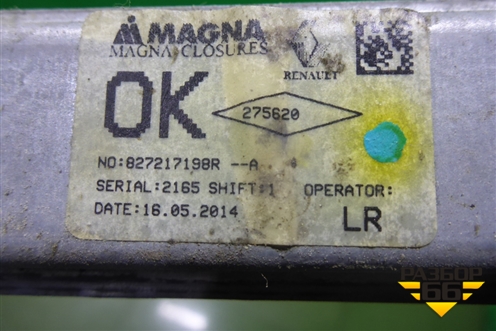 MAGNA
MAGNA CLOSURES
RENAULT
OK
275620
NO:827217198R --A
SERIAL:2165 SHIFT:1 OPERATOR:
DATE:16.05.2014
LR
РАЗБОР
66